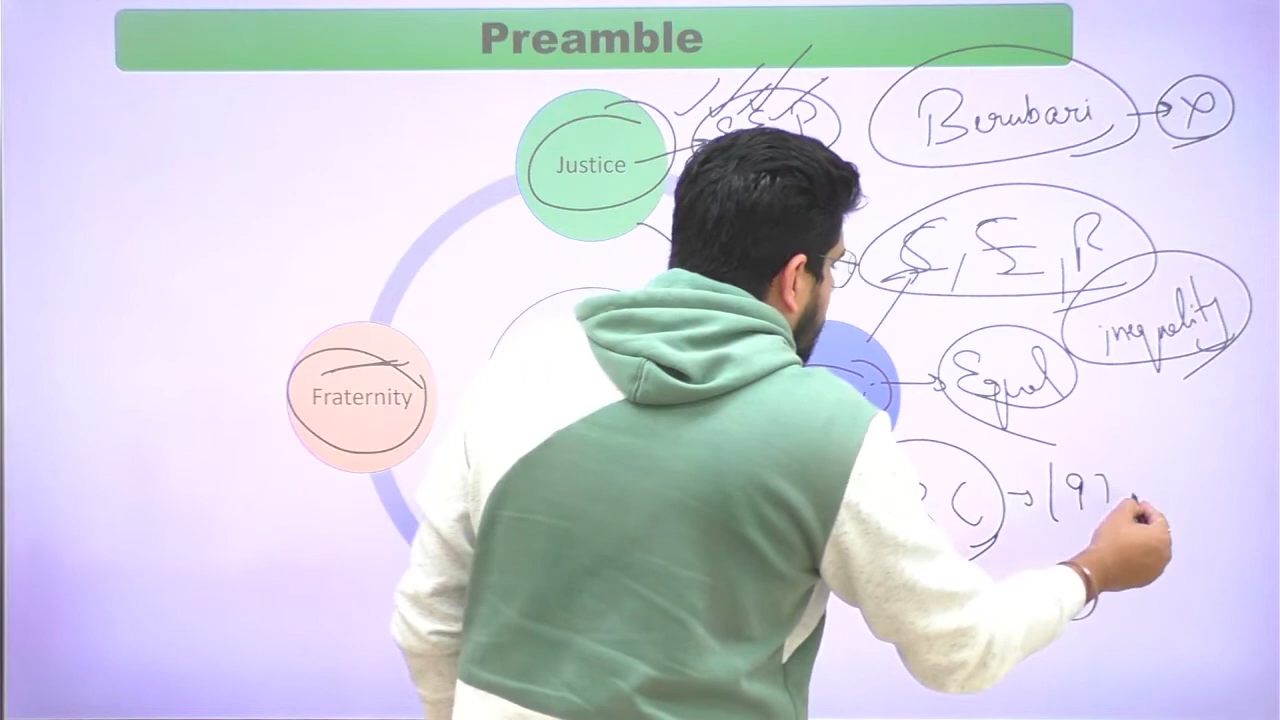 Preamble
Berubari → X
Justice
S, E, P
inequality
Equal
Fraternity
197